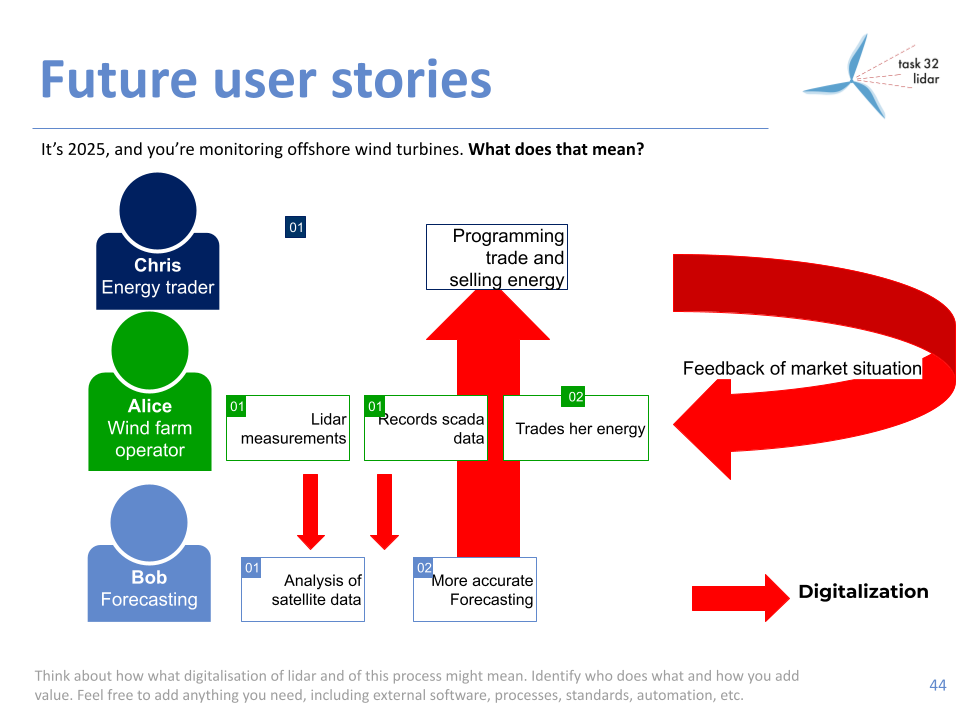 Future user stories
task 32
lidar
It’s 2025, and you’re monitoring offshore wind turbines. What does that mean?
01
Programming
trade and
selling energy
Chris
Energy trader
Feedback of market situation
Alice
Wind farm
operator
01
Lidar
measurements
01
Records scada
data
02
Trades her energy
Bob
Forecasting
01
Analysis of
satellite data
02
More accurate
Forecasting
Digitalization
Think about how what digitalisation of lidar and of this process might mean. Identify who does what and how you add
value. Feel free to add anything you need, including external software, processes, standards, automation, etc.
44